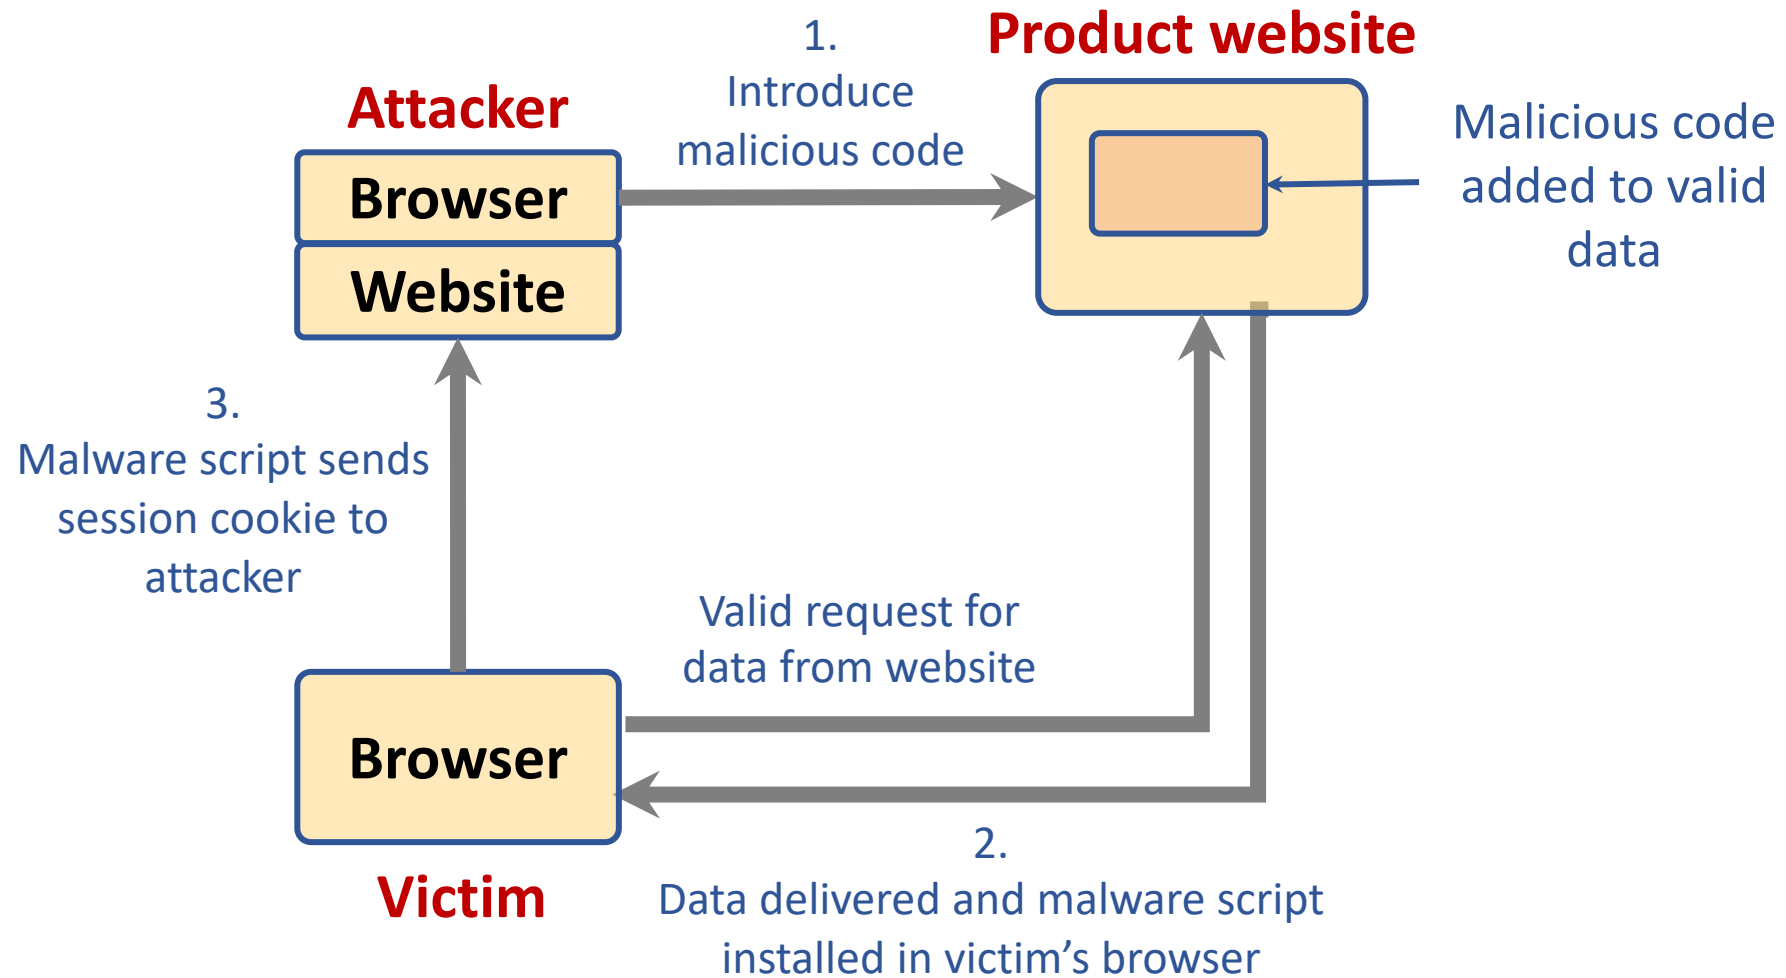 Product website
1.
Introduce
malicious code
Attacker
Browser
Website
Malicious code
added to valid
data
3.
Malware script sends
session cookie to
attacker
Valid request for
data from website
Browser
Victim
2.
Data delivered and malware script
installed in victim’s browser